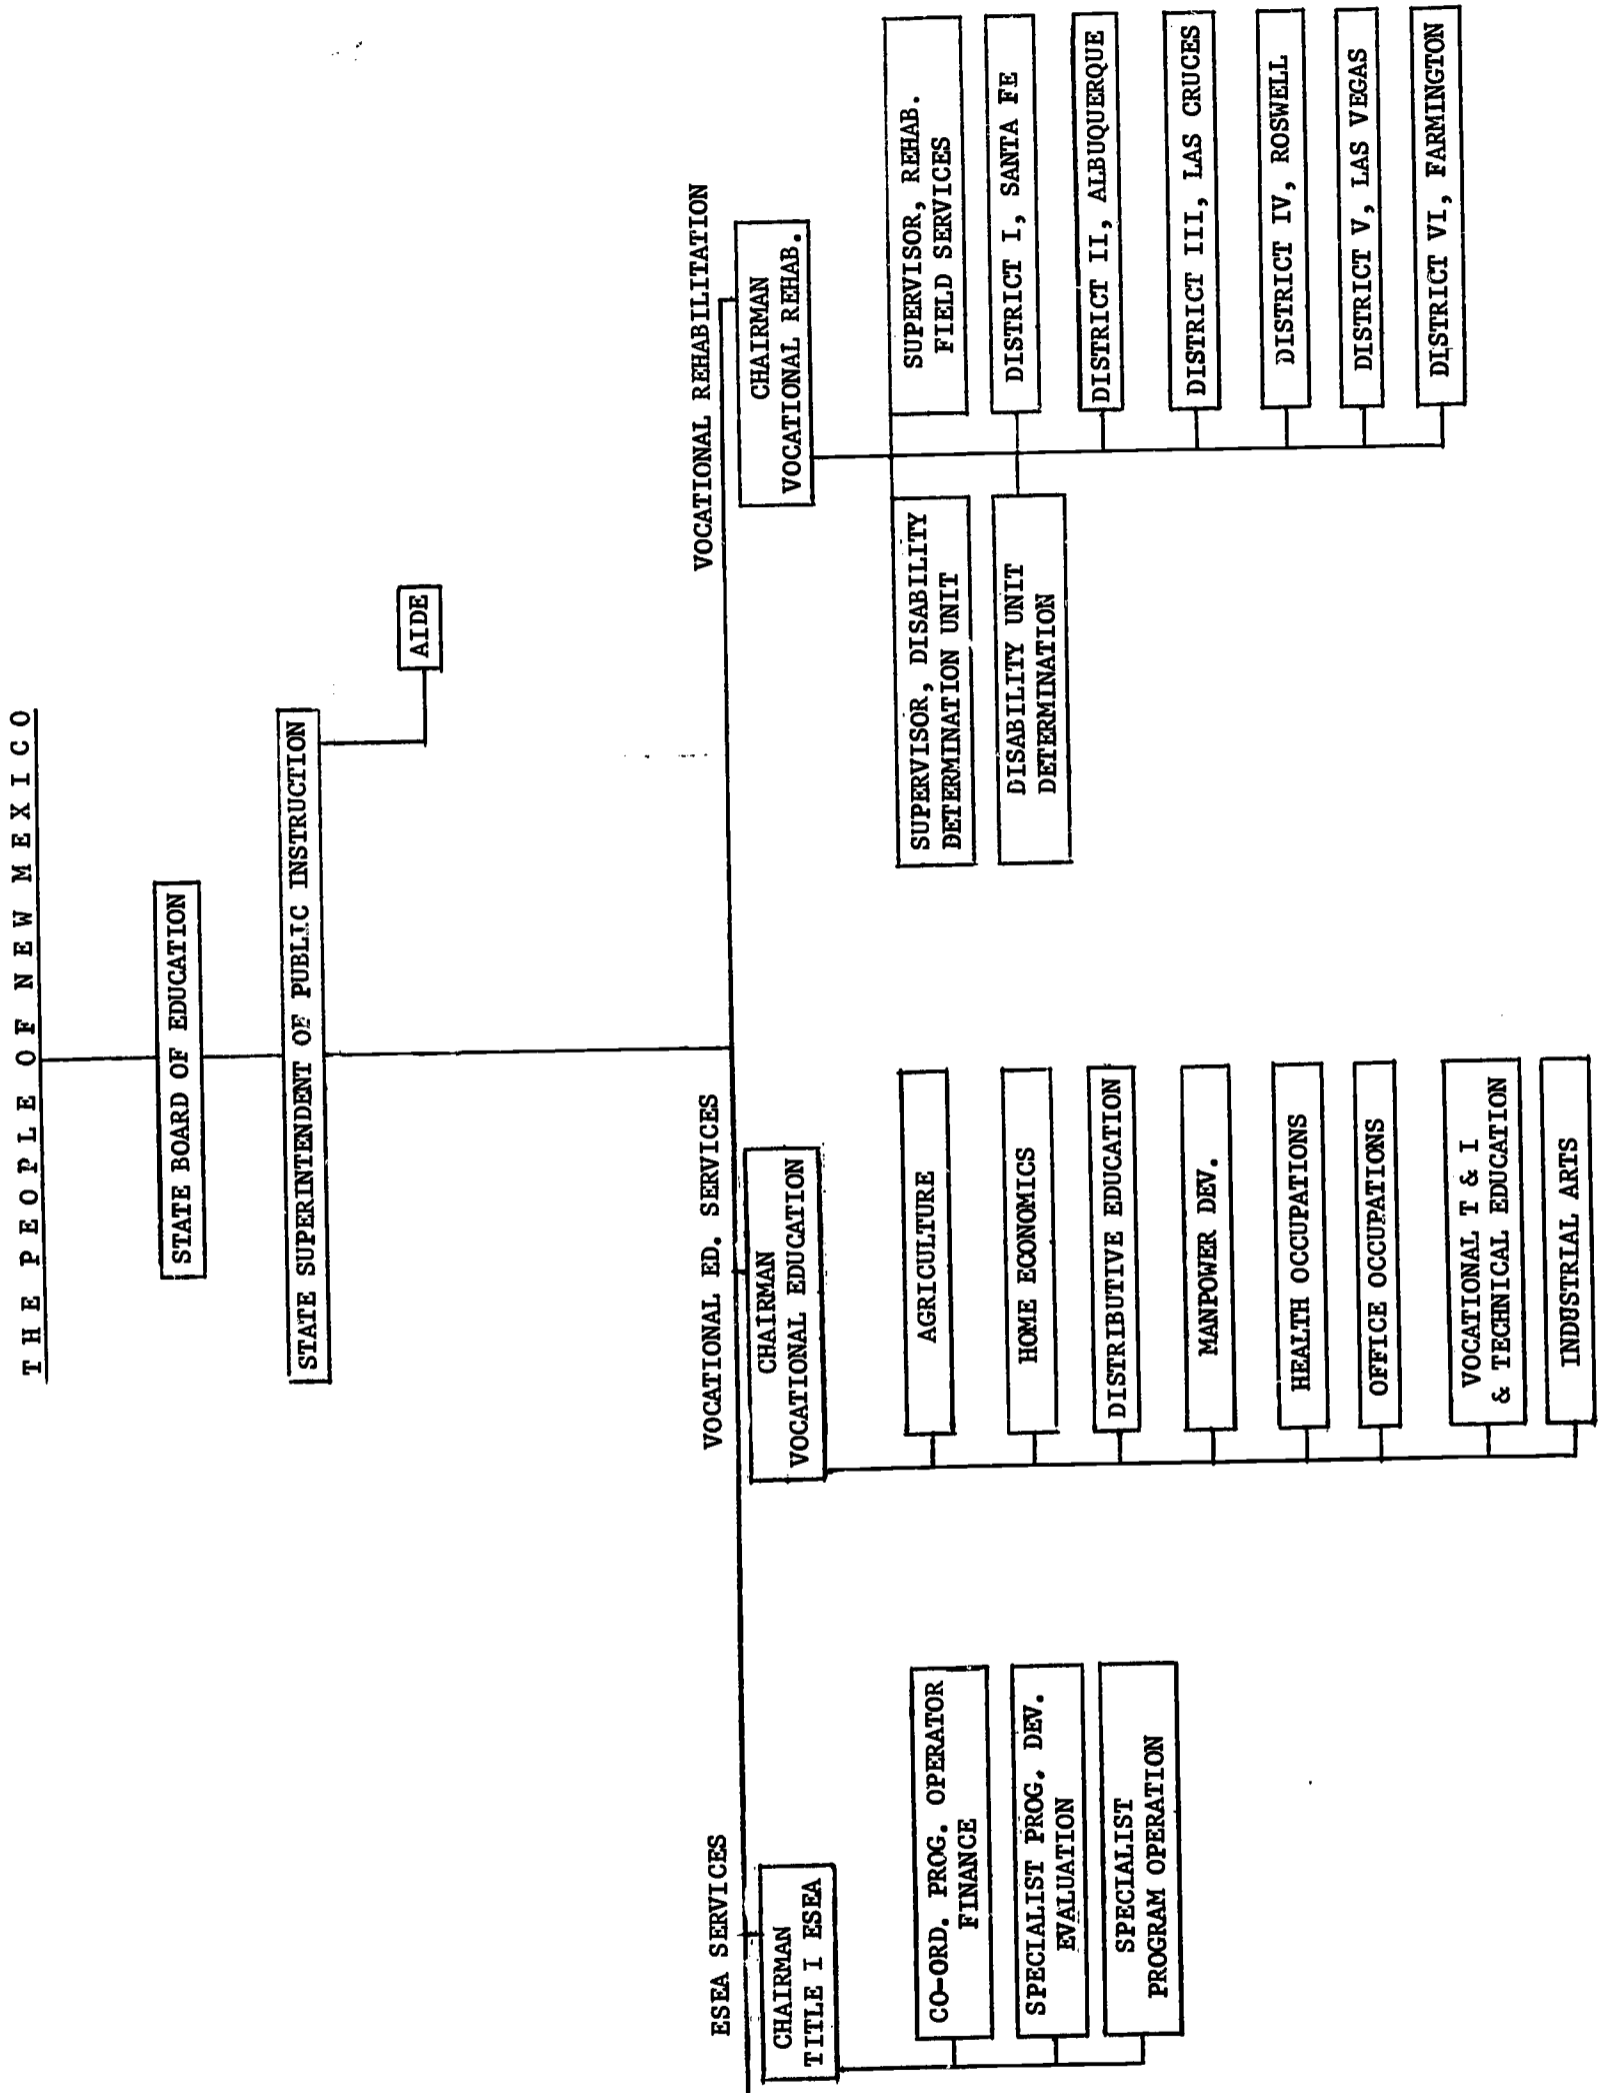 THE PEOPLE OF NEW MEXICO
STATE BOARD OF EDUCATION
STATE SUPERINTENDENT OF PUBLIC INSTRUCTION
AIDE
ESEA SERVICES
CHAIRMAN
TITLE I ESEA
CO-ORD. PROG. OPERATOR
FINANCE
SPECIALIST PROG. DEV.
EVALUATION
SPECIALIST
PROGRAM OPERATION
VOCATIONAL ED. SERVICES
CHAIRMAN
VOCATIONAL EDUCATION
AGRICULTURE
HOME ECONOMICS
DISTRIBUTIVE EDUCATION
MANPOWER DEV.
HEALTH OCCUPATIONS
OFFICE OCCUPATIONS
VOCATIONAL T & I
& TECHNICAL EDUCATION
INDUSTRIAL ARTS
VOCATIONAL REHABILITATION
CHAIRMAN
VOCATIONAL REHAB.
SUPERVISOR, DISABILITY
DETERMINATION UNIT
DISABILITY UNIT
DETERMINATION
SUPERVISOR, REHAB.
FIELD SERVICES
DISTRICT I, SANTA FE
DISTRICT II, ALBUQUERQUE
DISTRICT III, LAS CRUCES
DISTRICT IV, ROSWELL
DISTRICT V, LAS VEGAS
DISTRICT VI, FARMINGTON